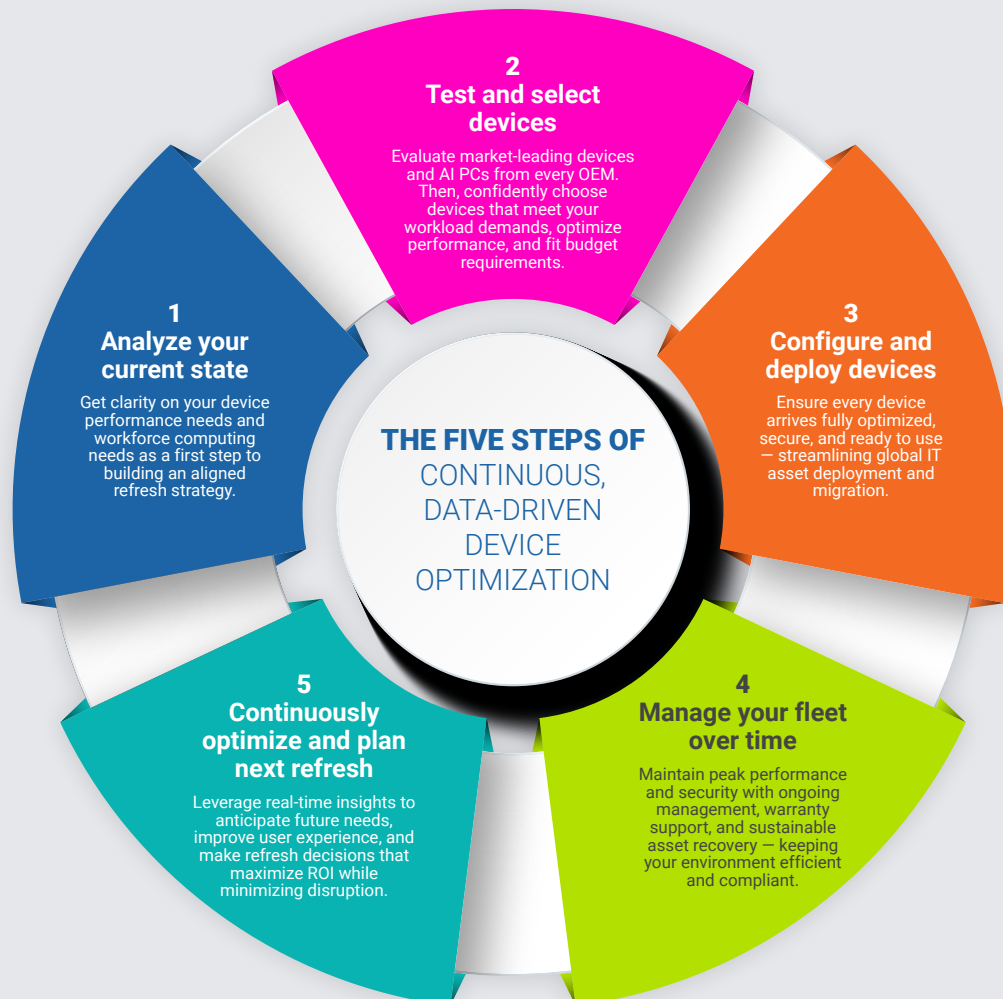 THE FIVE STEPS OF
CONTINUOUS,
DATA-DRIVEN
DEVICE
OPTIMIZATION
1
Analyze your
current state
Get clarity on your device
performance needs and
workforce computing
needs as a first step to
building an aligned
refresh strategy.
2
Test and select
devices
Evaluate market-leading devices
and AI PCs from every OEM.
Then, confidently choose
devices that meet your
workload demands, optimize
performance, and fit budget
requirements.
3
Configure and
deploy devices
Ensure every device
arrives fully optimized,
secure, and ready to use
— streamlining global IT
asset deployment and
migration.
4
Manage your fleet
over time
Maintain peak performance
and security with ongoing
management, warranty
support, and sustainable
asset recovery — keeping
your environment efficient
and compliant.
5
Continuously
optimize and plan
next refresh
Leverage real-time insights to
anticipate future needs,
improve user experience, and
make refresh decisions that
maximize ROI while
minimizing disruption.